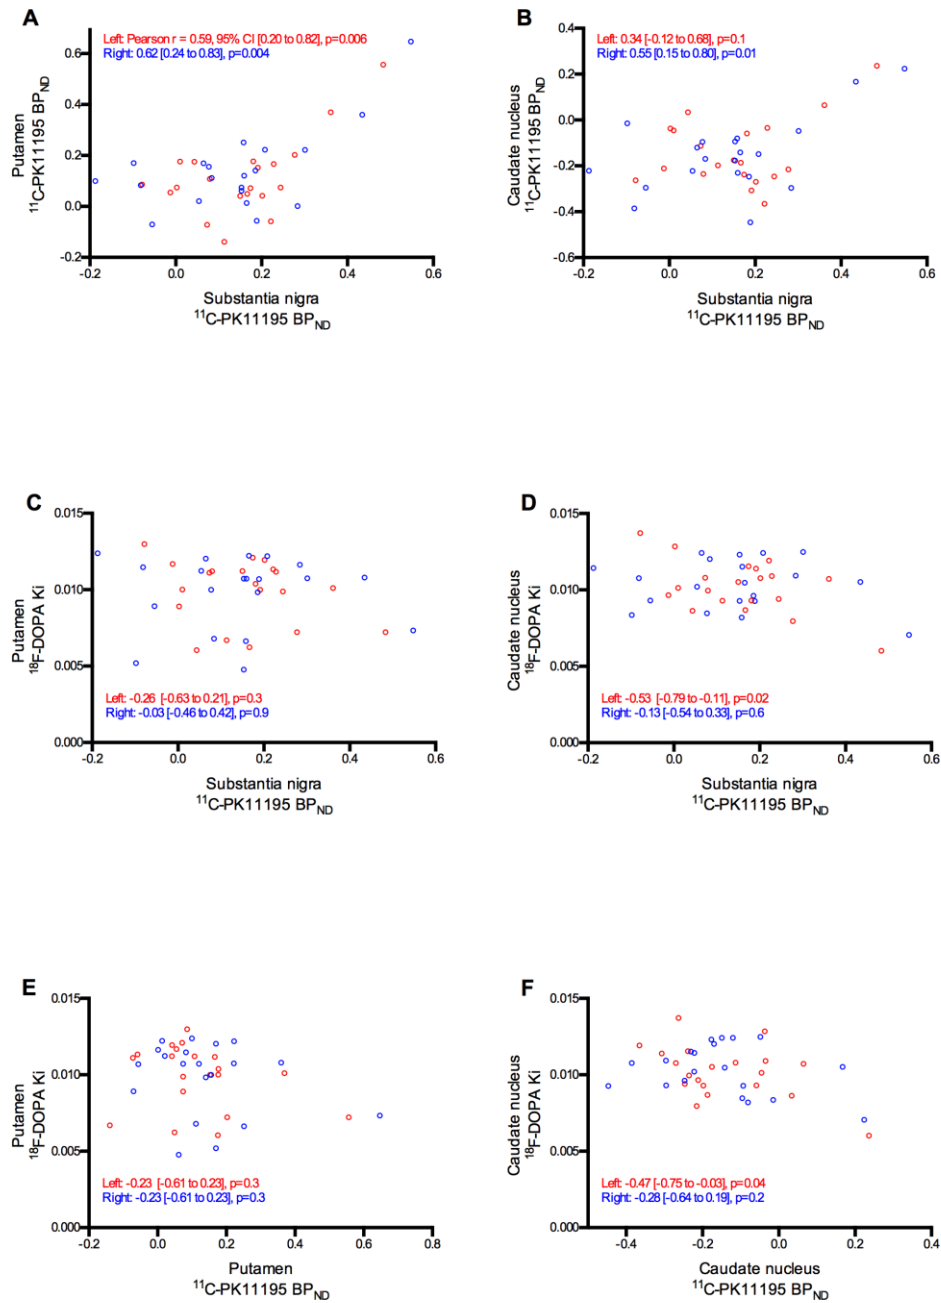 A
Left: Pearson r = 0.59, 95% CI [0.20 to 0.82], p=0.006
Right: 0.62 [0.24 to 0.83], p=0.004
Putamen
¹¹C-PK11195 BP_ND
0.6
0.4
0.2
0.0
-0.2
-0.2 0.0 0.2 0.4 0.6
Substantia nigra
¹¹C-PK11195 BP_ND
B
Left: 0.34 [-0.12 to 0.68], p=0.1
Right: 0.55 [0.15 to 0.80], p=0.01
Caudate nucleus
¹¹C-PK11195 BP_ND
0.4
0.2
0.0
-0.2
-0.4
-0.6
-0.2 0.0 0.2 0.4 0.6
Substantia nigra
¹¹C-PK11195 BP_ND
C
Putamen
¹⁸F-DOPA Ki
0.015
0.010
0.005
0.000
Left: -0.26 [-0.63 to 0.21], p=0.3
Right: -0.03 [-0.46 to 0.42], p=0.9
-0.2 0.0 0.2 0.4 0.6
Substantia nigra
¹¹C-PK11195 BP_ND
D
Caudate nucleus
¹⁸F-DOPA Ki
0.015
0.010
0.005
0.000
Left: -0.53 [-0.79 to -0.11], p=0.02
Right: -0.13 [-0.54 to 0.33], p=0.6
-0.2 0.0 0.2 0.4 0.6
Substantia nigra
¹¹C-PK11195 BP_ND
E
Putamen
¹⁸F-DOPA Ki
0.015
0.010
0.005
0.000
Left: -0.23 [-0.61 to 0.23], p=0.3
Right: -0.23 [-0.61 to 0.23], p=0.3
-0.2 0.0 0.2 0.4 0.6 0.8
Putamen
¹¹C-PK11195 BP_ND
F
Caudate nucleus
¹⁸F-DOPA Ki
0.015
0.010
0.005
0.000
Left: -0.47 [-0.75 to -0.03], p=0.04
Right: -0.28 [-0.64 to 0.19], p=0.2
-0.4 -0.2 0.0 0.2 0.4
Caudate nucleus
¹¹C-PK11195 BP_ND